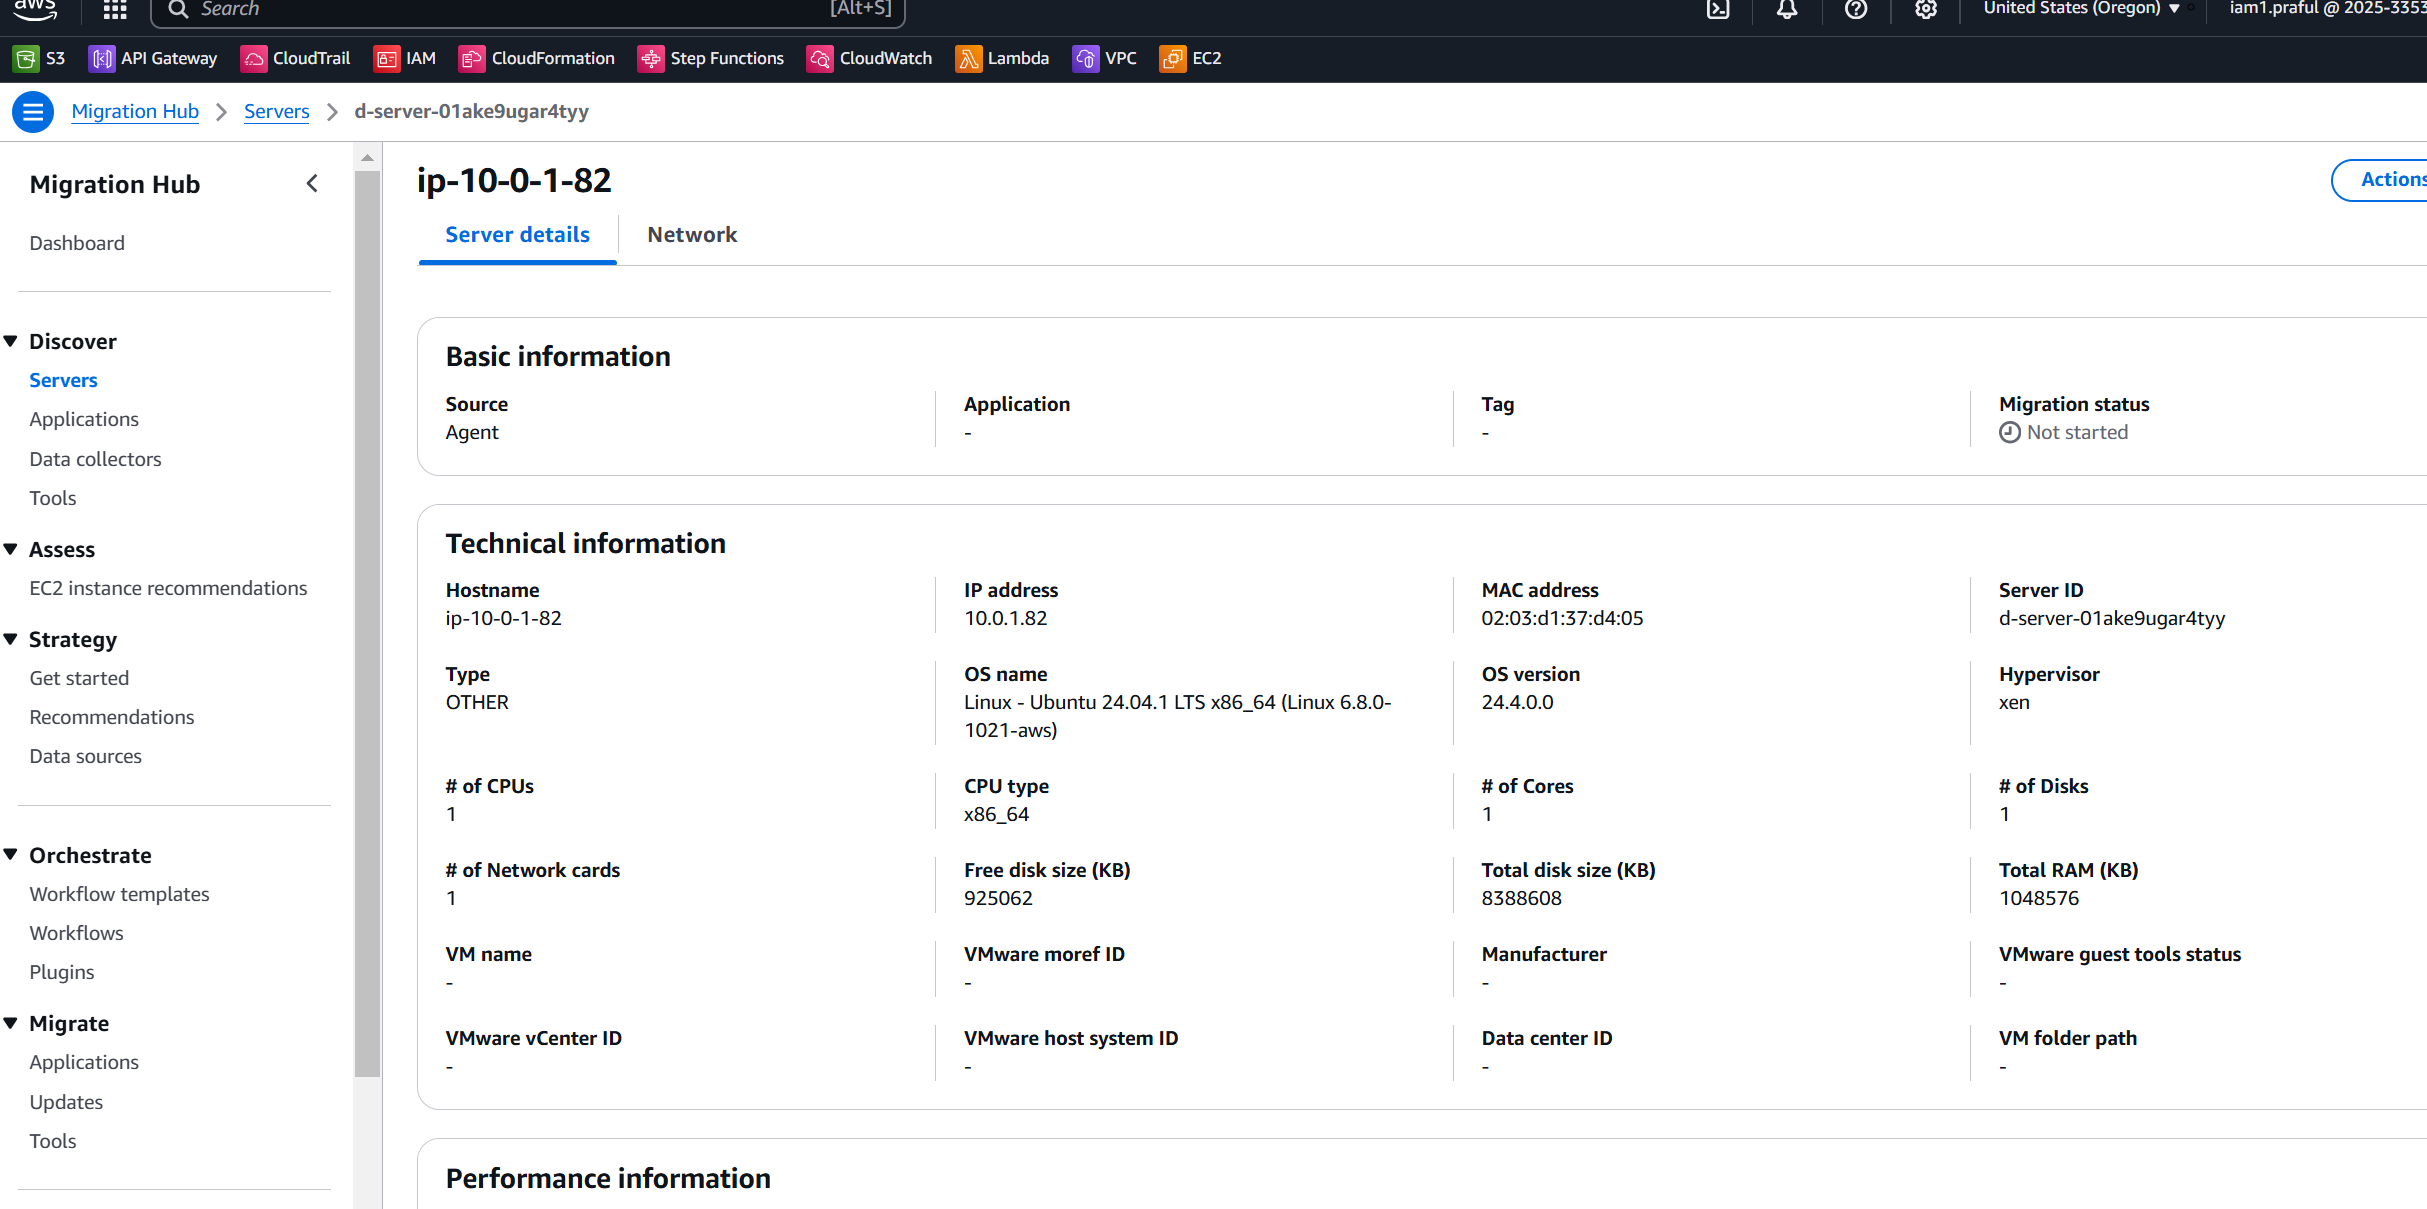 aws
Search
[Alt+S]
United States (Oregon)
iam1.praful @ 2025-3353
S3
API Gateway
CloudTrail
IAM
CloudFormation
Step Functions
CloudWatch
Lambda
VPC
EC2
Migration Hub
Servers
d-server-01ake9ugar4tyy
Migration Hub
Dashboard
Discover
Servers
Applications
Data collectors
Tools
Assess
EC2 instance recommendations
Strategy
Get started
Recommendations
Data sources
Orchestrate
Workflow templates
Workflows
Plugins
Migrate
Applications
Updates
Tools
ip-10-0-1-82
Actions
Server details
Network
Basic information
Source
Agent
Application
-
Tag
-
Migration status
Not started
Technical information
Hostname
ip-10-0-1-82
IP address
10.0.1.82
MAC address
02:03:d1:37:d4:05
Server ID
d-server-01ake9ugar4tyy
Type
OTHER
OS name
Linux - Ubuntu 24.04.1 LTS x86_64 (Linux 6.8.0-
1021-aws)
OS version
24.4.0.0
Hypervisor
xen
# of CPUs
1
CPU type
x86_64
# of Cores
1
# of Disks
1
# of Network cards
1
Free disk size (KB)
925062
Total disk size (KB)
8388608
Total RAM (KB)
1048576
VM name
-
VMware moref ID
-
Manufacturer
-
VMware guest tools status
-
VMware vCenter ID
-
VMware host system ID
-
Data center ID
-
VM folder path
-
Performance information